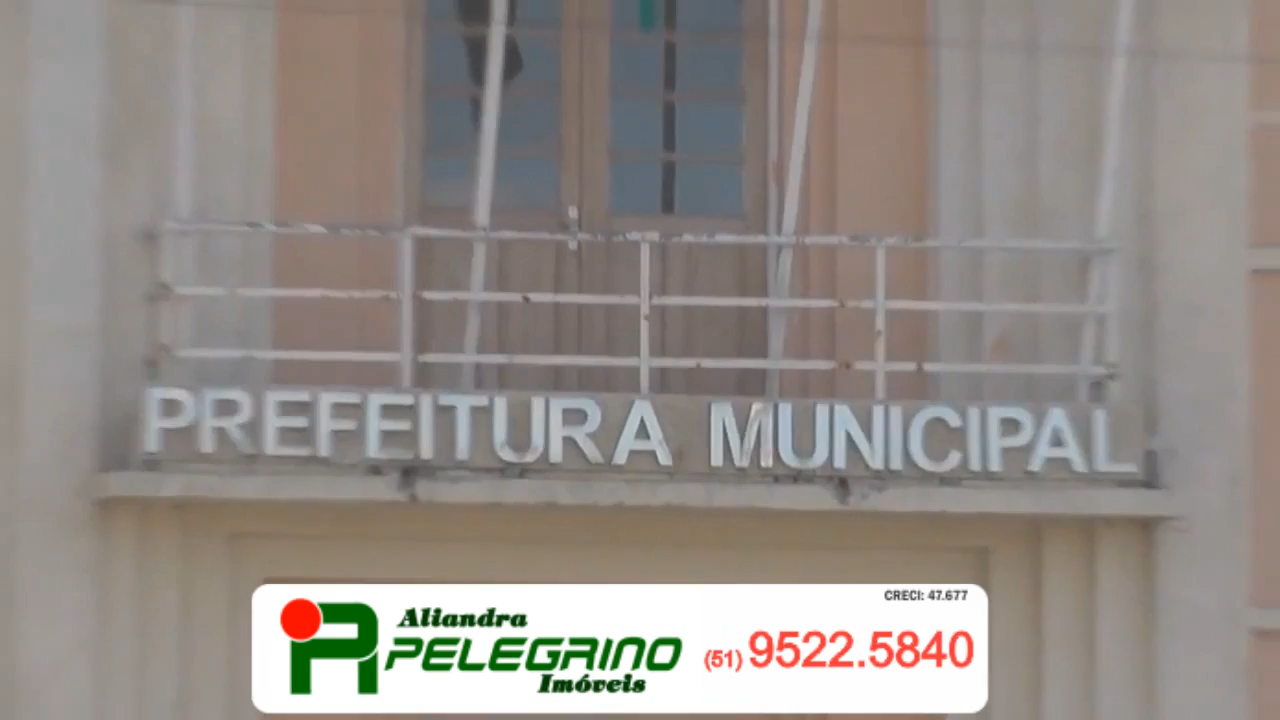 PREFEITURA MUNICIPAL
CRECI: 47.677
Aliandra
PELEGRINO
Imóveis
(51) 9522.5840